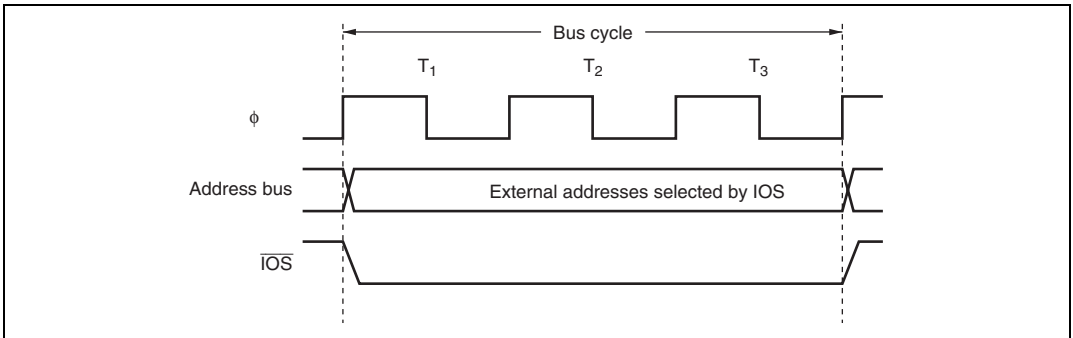 Bus cycle
T1 T2 T3
φ
Address bus External addresses selected by IOS
IOS